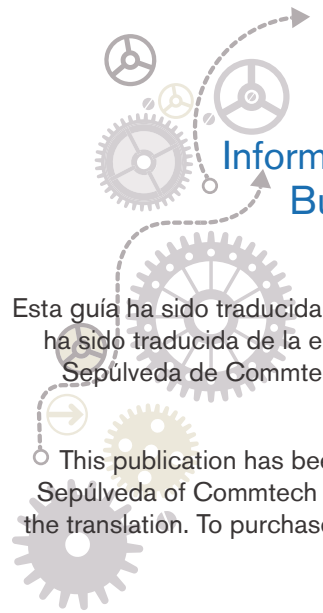 Inform
Bu
Esta guía ha sido traducida
ha sido traducida de la e
Sepúlveda de Commte
This publication has bee
Sepúlveda of Commtech
the translation. To purchase